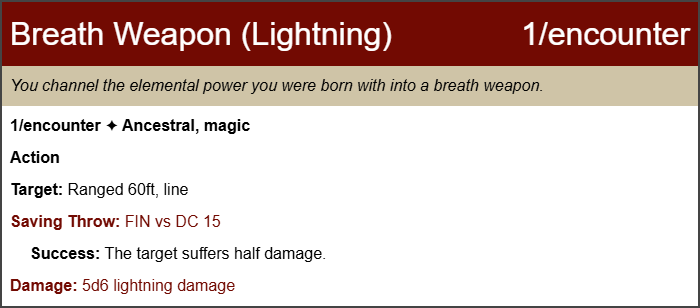 Breath Weapon (Lightning) 1/encounter
You channel the elemental power you were born with into a breath weapon.
1/encounter ✦ Ancestral, magic
Action
Target: Ranged 60ft, line
Saving Throw: FIN vs DC 15
Success: The target suffers half damage.
Damage: 5d6 lightning damage